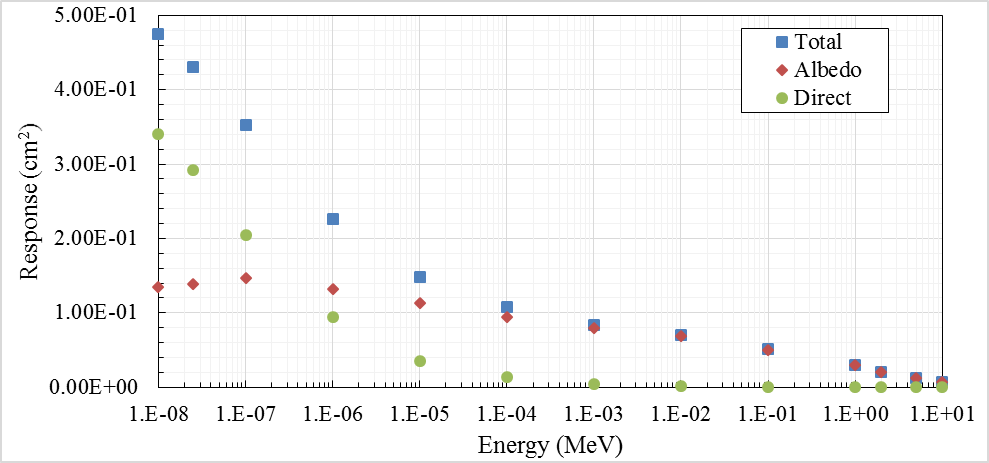 5.00E-01
4.00E-01
3.00E-01
2.00E-01
1.00E-01
0.00E+00
Response (cm²)
Total
Albedo
Direct
1.E-08 1.E-07 1.E-06 1.E-05 1.E-04 1.E-03 1.E-02 1.E-01 1.E+00 1.E+01
Energy (MeV)